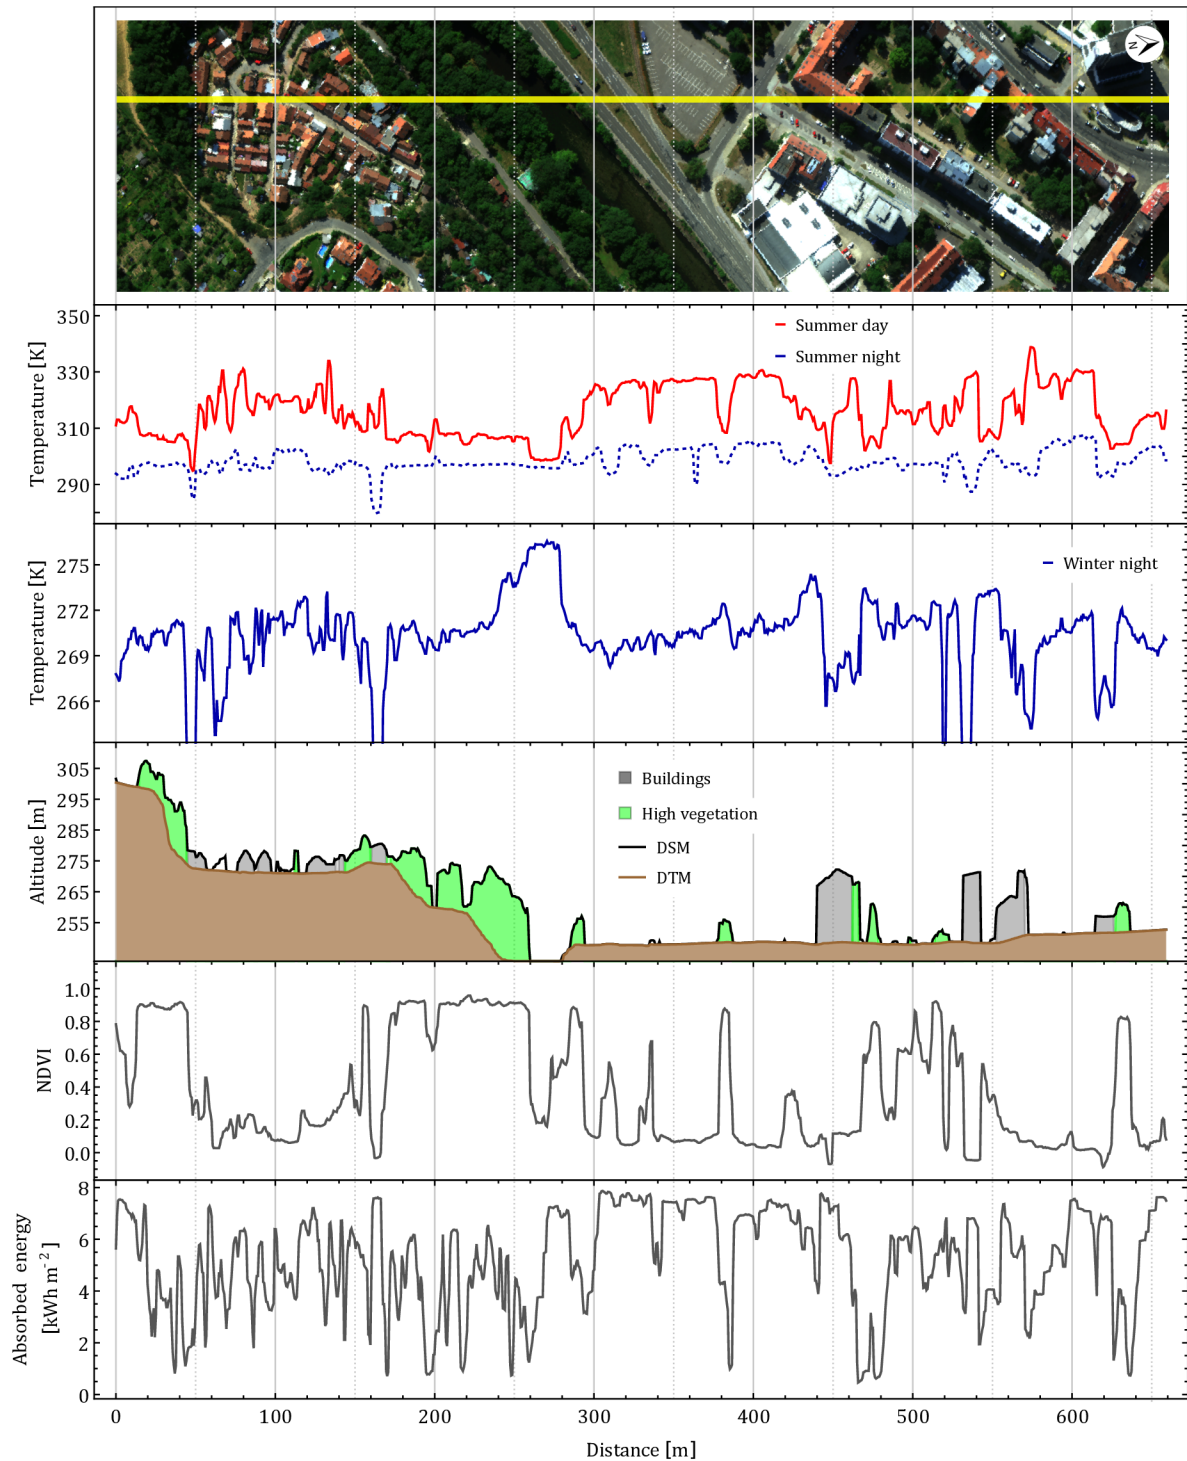 N
350
330
310
290
Temperature [K]
Summer day
Summer night
275
272
269
266
Temperature [K]
Winter night
305
295
285
275
265
255
Altitude [m]
Buildings
High vegetation
DSM
DTM
1.0
0.8
0.6
0.4
0.2
0.0
NDVI
8
6
4
2
0
Absorbed energy
[kWh m-2]
0 100 200 300 400 500 600
Distance [m]